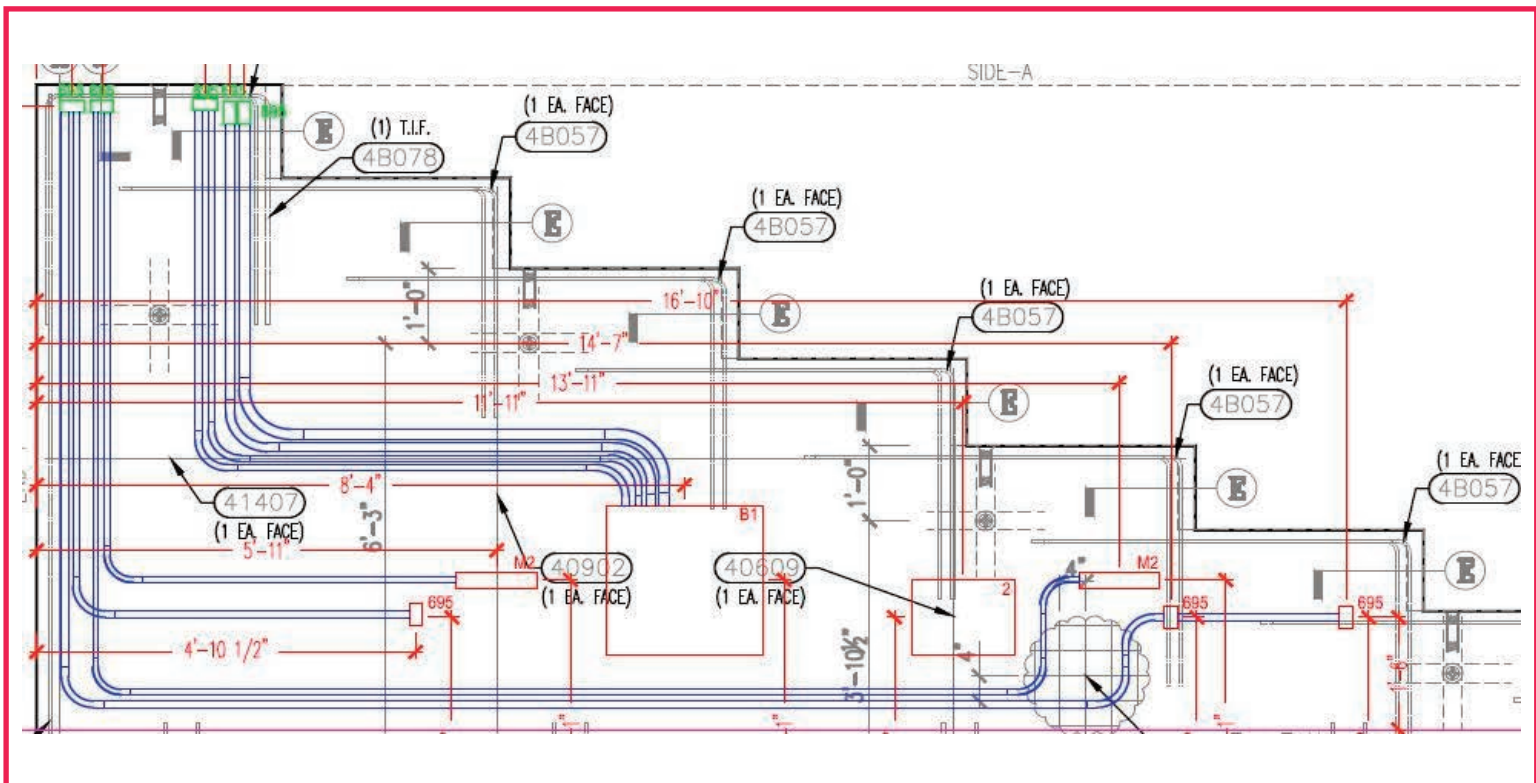 SIDE-A
(1 EA. FACE)
4B057
(1) T.I.F.
4B078
E
(1 EA. FACE)
4B057
E
(1 EA. FACE)
4B057
16'-10"
E
1'-0"
14'-7"
(1 EA. FACE)
4B057
13'-11"
11'-11"
E
(1 EA. FACE
4B057
8'-4"
41407
(1 EA. FACE)
6'-3"
1'-0"
E
B1
5'-11"
M2
40902
(1 EA. FACE)
40609
(1 EA. FACE)
2
4"
M2
E
695
695
695
4'-10 1/2"
3'-10½"
4"
1'-6"